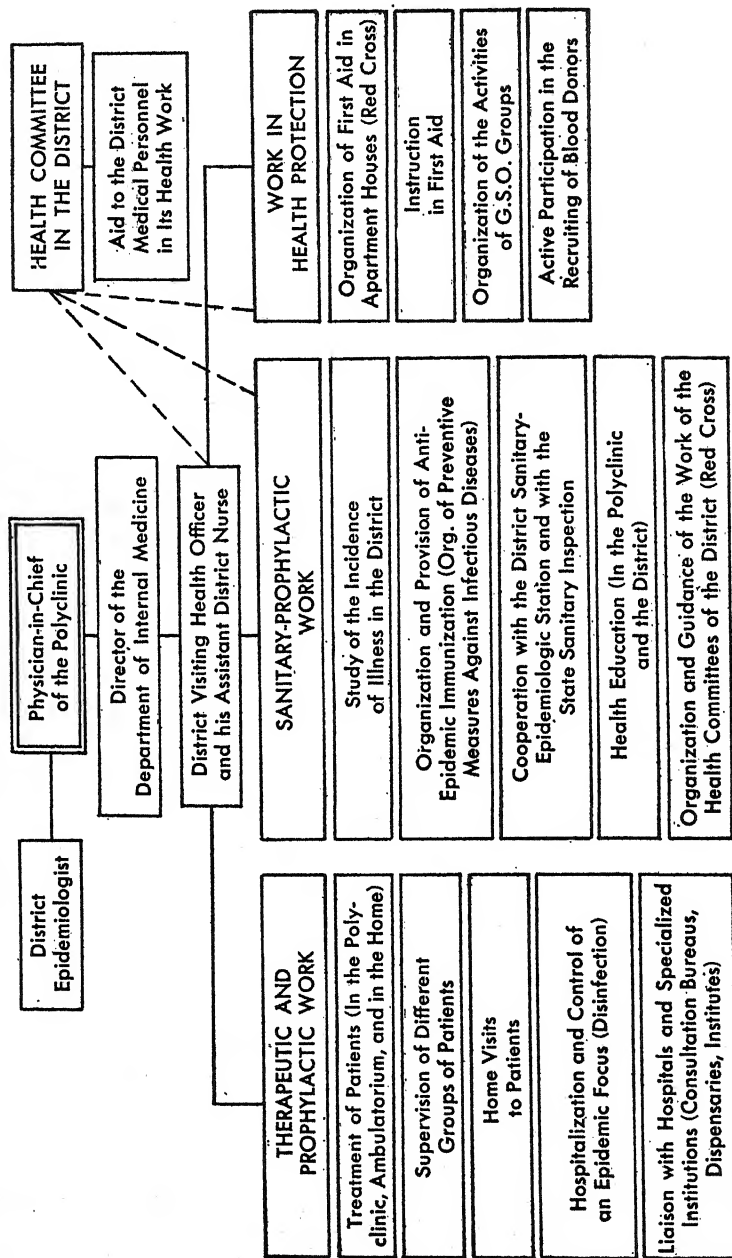 District
Epidemiologist
Physician-in-Chief
of the Polyclinic
HEALTH COMMITTEE
IN THE DISTRICT
Director of the
Department of Internal Medicine
Aid to the District
Medical Personnel
in Its Health Work
District Visiting Health Officer
and his Assistant District Nurse
THERAPEUTIC AND
PROPHYLACTIC WORK
Treatment of Patients (In the Poly-
clinic, Ambulatorium, and in the Home)
Supervision of Different
Groups of Patients
Home Visits
to Patients
Hospitalization and Control of
an Epidemic Focus (Disinfection)
Liaison with Hospitals and Specialized
Institutions (Consultation Bureaus,
Dispensaries, Institutes)
SANITARY-PROPHYLACTIC
WORK
Study of the Incidence
of Illness in the District
Organization and Provision of Anti-
Epidemic Immunization (Org. of Preventive
Measures Against Infectious Diseases)
Cooperation with the District Sanitary-
Epidemiologic Station and with the
State Sanitary Inspection
Health Education (In the Polyclinic
and the District)
Organization and Guidance of the Work of the
Health Committees of the District (Red Cross)
WORK IN
HEALTH PROTECTION
Organization of First Aid in
Apartment Houses (Red Cross)
Instruction
in First Aid
Organization of the Activities
of G.S.O. Groups
Active Participation in the
Recruiting of Blood Donors